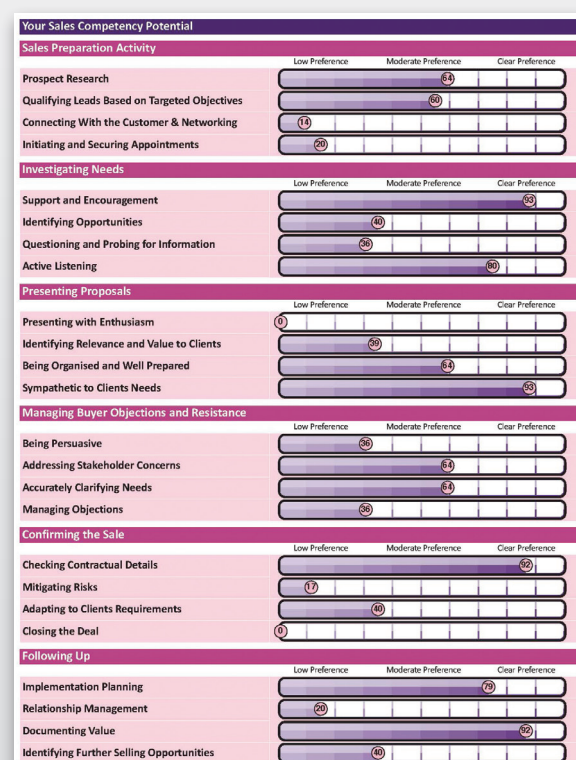 Your Sales Competency Potential
Sales Preparation Activity
Low Preference Moderate Preference Clear Preference
Prospect Research 64
Qualifying Leads Based on Targeted Objectives 60
Connecting With the Customer & Networking 14
Initiating and Securing Appointments 20
Investigating Needs
Low Preference Moderate Preference Clear Preference
Support and Encouragement 93
Identifying Opportunities 40
Questioning and Probing for Information 36
Active Listening 80
Presenting Proposals
Low Preference Moderate Preference Clear Preference
Presenting with Enthusiasm 0
Identifying Relevance and Value to Clients 39
Being Organised and Well Prepared 64
Sympathetic to Clients Needs 93
Managing Buyer Objections and Resistance
Low Preference Moderate Preference Clear Preference
Being Persuasive 36
Addressing Stakeholder Concerns 64
Accurately Clarifying Needs 64
Managing Objections 36
Confirming the Sale
Low Preference Moderate Preference Clear Preference
Checking Contractual Details 92
Mitigating Risks 17
Adapting to Clients Requirements 40
Closing the Deal 0
Following Up
Low Preference Moderate Preference Clear Preference
Implementation Planning 79
Relationship Management 20
Documenting Value 92
Identifying Further Selling Opportunities 40